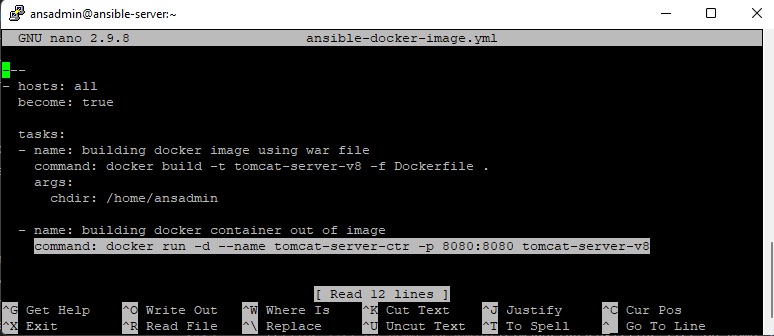 ansadmin@ansible-server:~
GNU nano 2.9.8 ansible-docker-image.yml
---
- hosts: all
become: true
tasks:
- name: building docker image using war file
command: docker build -t tomcat-server-v8 -f Dockerfile .
args:
chdir: /home/ansadmin
- name: building docker container out of image
command: docker run -d --name tomcat-server-ctr -p 8080:8080 tomcat-server-v8
[ Read 12 lines ]
^G Get Help ^O Write Out ^W Where Is ^K Cut Text ^J Justify ^C Cur Pos
^X Exit ^R Read File ^\ Replace ^U Uncut Text ^T To Spell ^_ Go To Line